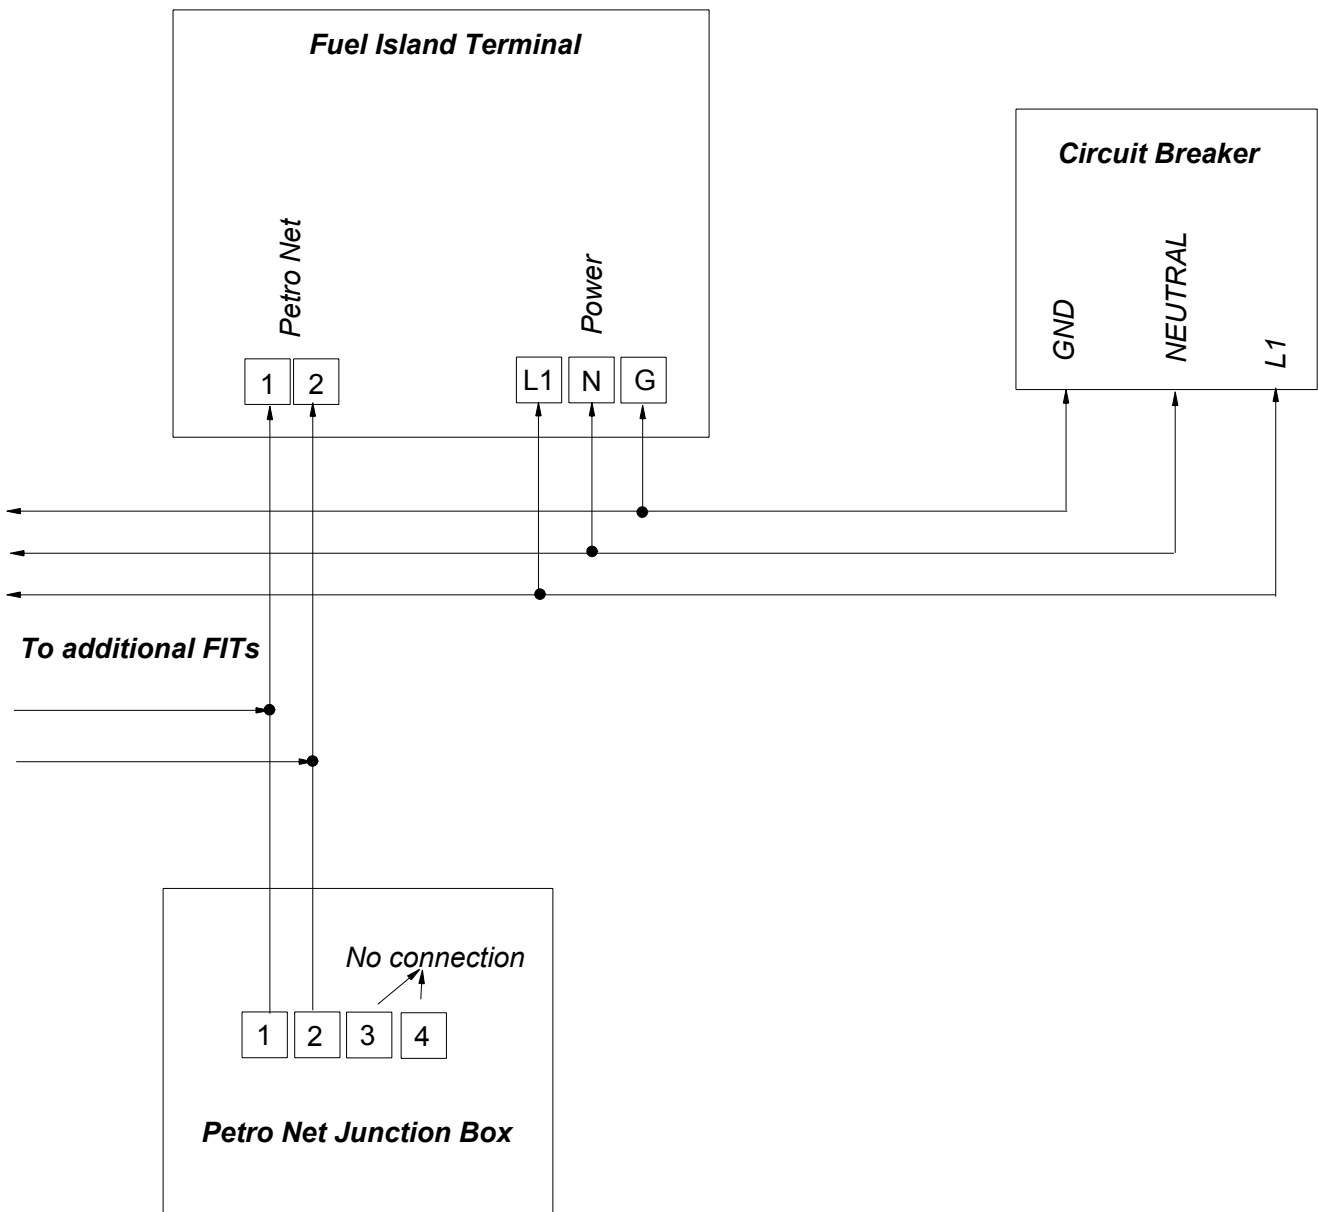 Fuel Island Terminal
Circuit Breaker
Petro Net
Power
GND
NEUTRAL
L1
1 2
L1 N G
To additional FITs
No connection
1 2 3 4
Petro Net Junction Box